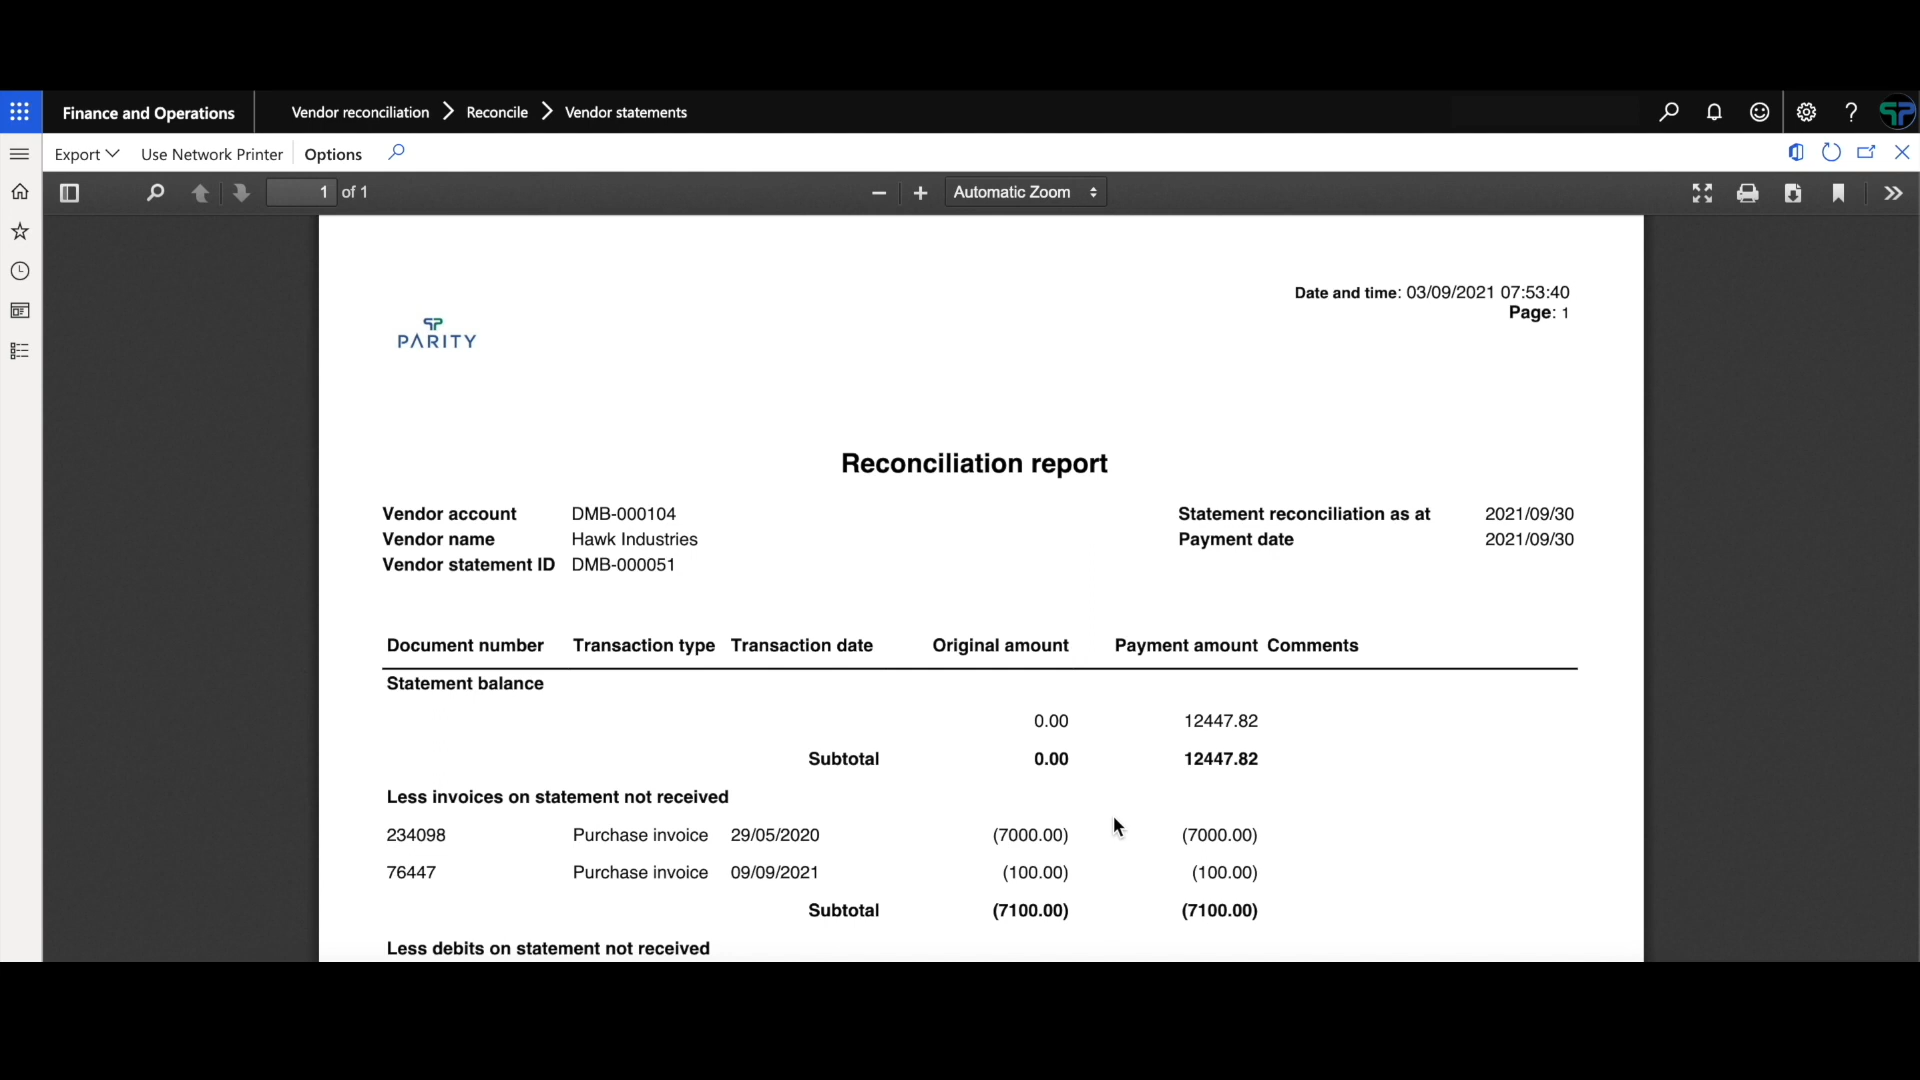 Finance and Operations Vendor reconciliation Reconcile Vendor statements ?
Export Use Network Printer Options
1 of 1 Automatic Zoom
Date and time: 03/09/2021 07:53:40
Page: 1
PARITY
Reconciliation report
Vendor account DMB-000104 Statement reconciliation as at 2021/09/30
Vendor name Hawk Industries Payment date 2021/09/30
Vendor statement ID DMB-000051
Document number Transaction type Transaction date Original amount Payment amount Comments
Statement balance
0.00 12447.82
Subtotal 0.00 12447.82
Less invoices on statement not received
234098 Purchase invoice 29/05/2020 (7000.00) (7000.00)
76447 Purchase invoice 09/09/2021 (100.00) (100.00)
Subtotal (7100.00) (7100.00)
Less debits on statement not received